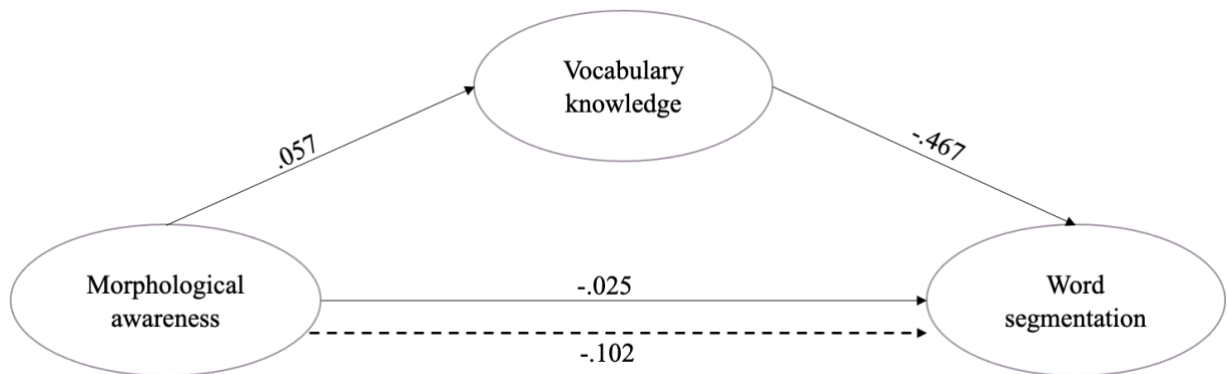 Vocabulary
knowledge
.057
-.467
Morphological
awareness
-.025
-.102
Word
segmentation